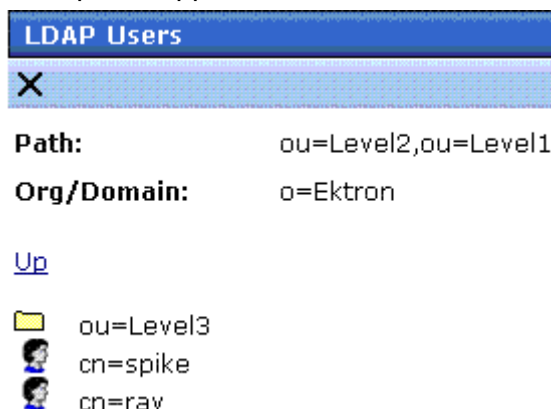 LDAP Users
Path: ou=Level2,ou=Level1
Org/Domain: o=Ektron
Up
ou=Level3
cn=spike
cn=ray